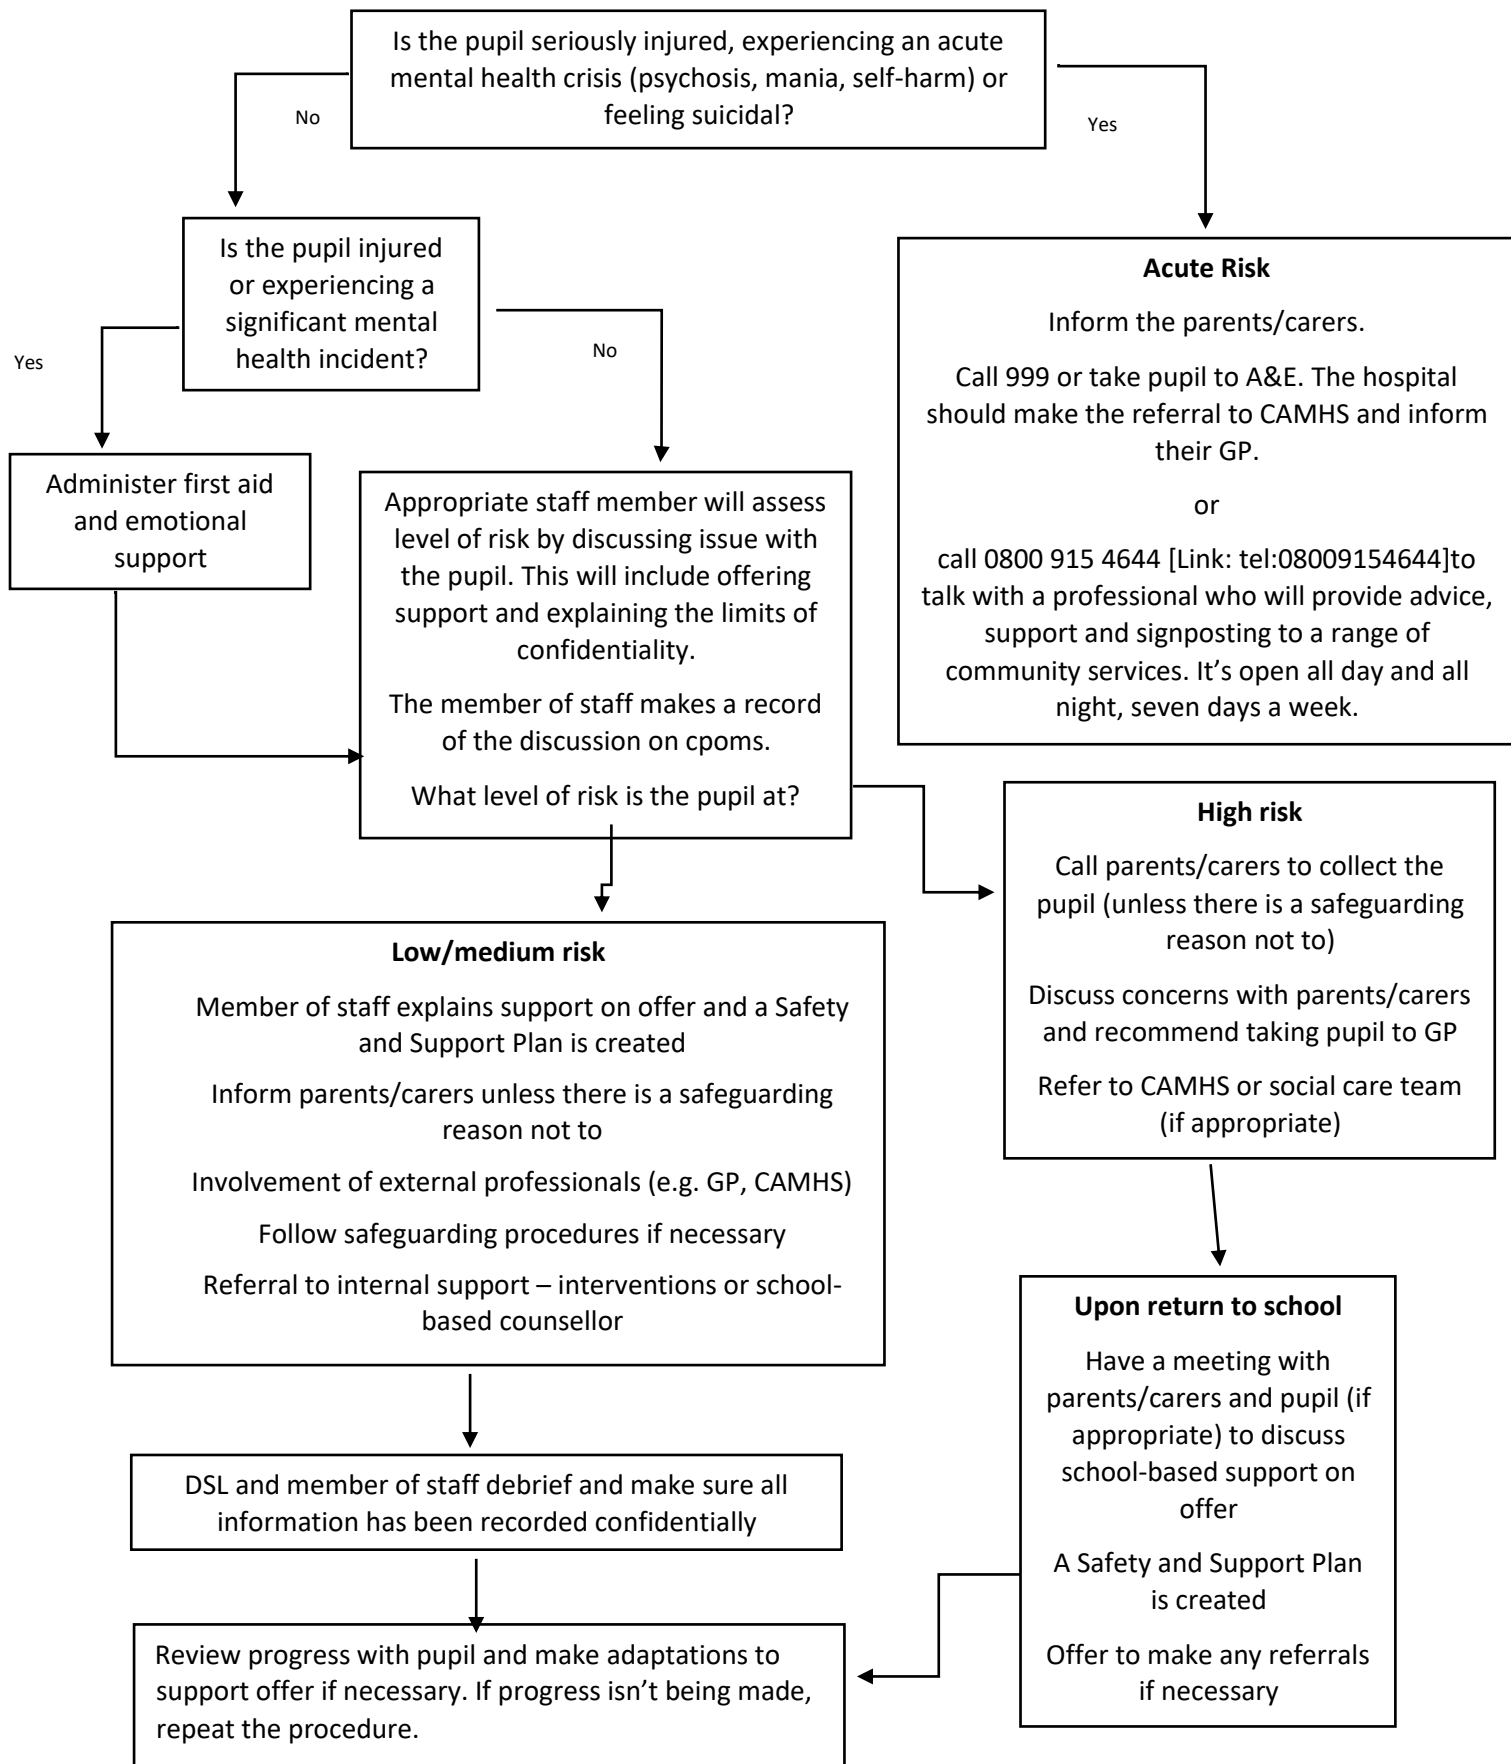 Is the pupil seriously injured, experiencing an acute
mental health crisis (psychosis, mania, self-harm) or
feeling suicidal?
No
Yes
Is the pupil injured
or experiencing a
significant mental
health incident?
Yes
No
Acute Risk
Inform the parents/carers.
Call 999 or take pupil to A&E. The hospital
should make the referral to CAMHS and inform
their GP.
or
call 0800 915 4644 [Link: tel:08009154644]to
talk with a professional who will provide advice,
support and signposting to a range of
community services. It’s open all day and all
night, seven days a week.
Administer first aid
and emotional
support
Appropriate staff member will assess
level of risk by discussing issue with
the pupil. This will include offering
support and explaining the limits of
confidentiality.
The member of staff makes a record
of the discussion on cpoms.
What level of risk is the pupil at?
High risk
Call parents/carers to collect the
pupil (unless there is a safeguarding
reason not to)
Discuss concerns with parents/carers
and recommend taking pupil to GP
Refer to CAMHS or social care team
(if appropriate)
Low/medium risk
Member of staff explains support on offer and a Safety
and Support Plan is created
Inform parents/carers unless there is a safeguarding
reason not to
Involvement of external professionals (e.g. GP, CAMHS)
Follow safeguarding procedures if necessary
Referral to internal support – interventions or school-
based counsellor
Upon return to school
Have a meeting with
parents/carers and pupil (if
appropriate) to discuss
school-based support on
offer
A Safety and Support Plan
is created
Offer to make any referrals
if necessary
DSL and member of staff debrief and make sure all
information has been recorded confidentially
Review progress with pupil and make adaptations to
support offer if necessary. If progress isn’t being made,
repeat the procedure.